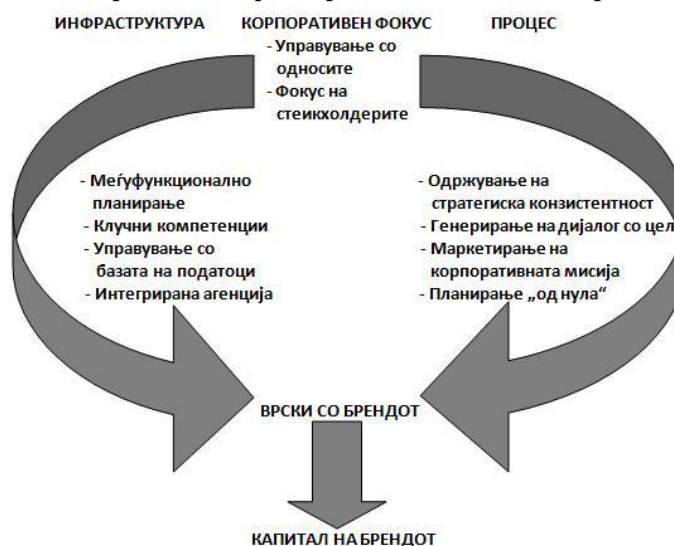 ИНФРАСТРУКТУРА КОРПОРАТИВЕН ФОКУС ПРОЦЕС
- Управување со
односите
- Фокус на
стеикхолдерите
- Меѓуфункционално
планирање
- Клучни компетенции
- Управување со
базата на податоци
- Интегрирана агенција
- Одржување на
стратегиска конзистентност
- Генерирање на дијалог со цел
- Маркетирање на
корпоративната мисија
- Планирање „од нула“
ВРСКИ СО БРЕНДОТ
КАПИТАЛ НА БРЕНДОТ